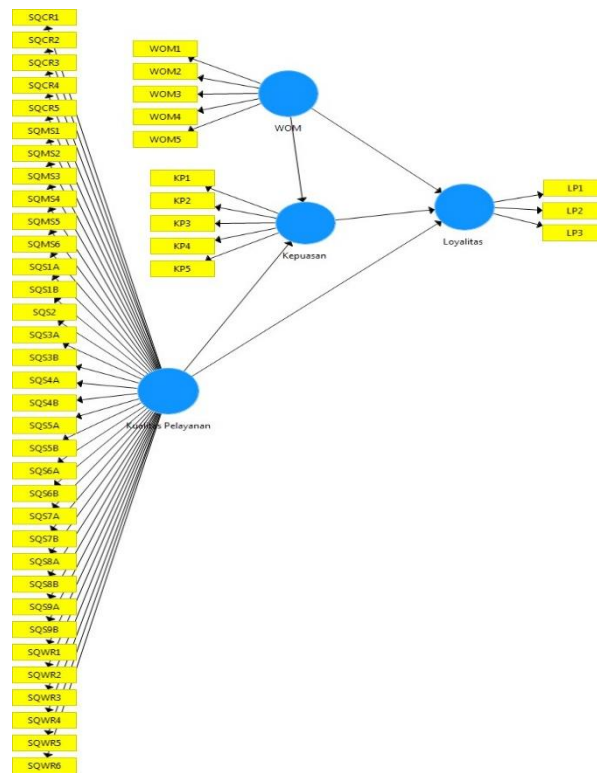 SQCR1
SQCR2
SQCR3
SQCR4
SQCR5
SQMS1
SQMS2
SQMS3
SQMS4
SQMS5
SQMS6
SQS1A
SQS1B
SQS2
SQS3A
SQS3B
SQS4A
SQS4B
SQS5A
SQS5B
SQS6A
SQS6B
SQS7A
SQS7B
SQS8A
SQS8B
SQS9A
SQS9B
SQWR1
SQWR2
SQWR3
SQWR4
SQWR5
SQWR6
Kualitas Pelayanan
WOM1
WOM2
WOM3
WOM4
WOM5
WOM
KP1
KP2
KP3
KP4
KP5
Kepuasan
Loyalitas
LP1
LP2
LP3